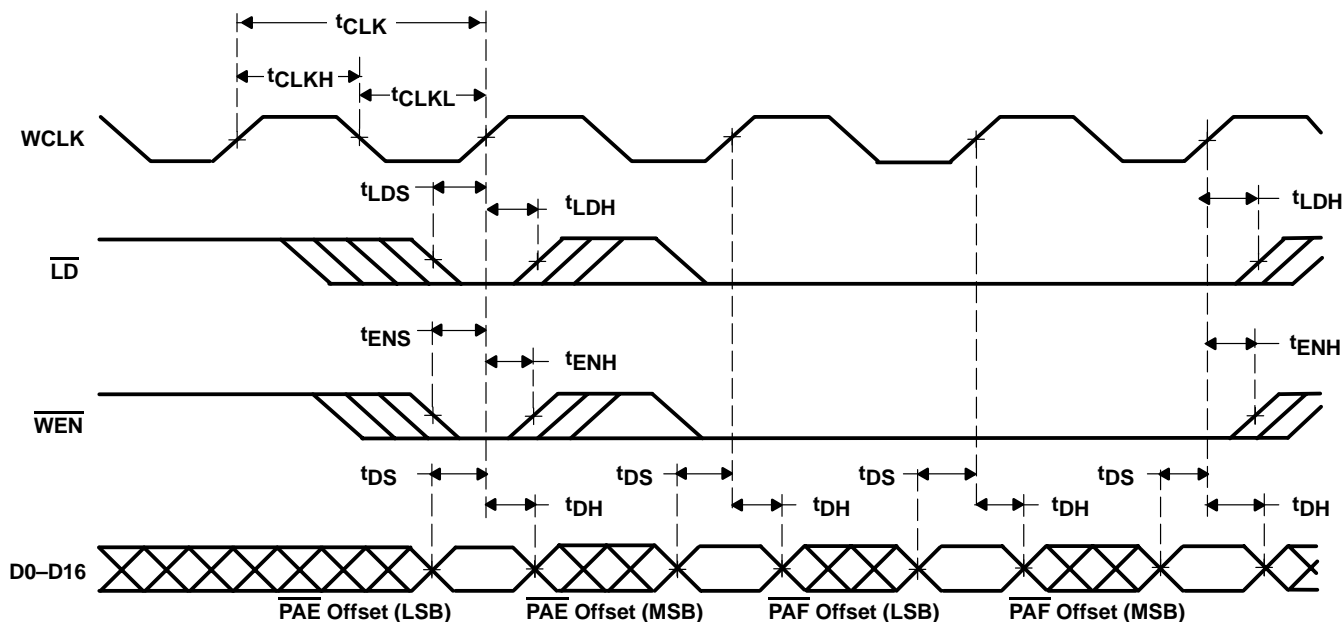 tCLK
tCLKH
tCLKL
WCLK
tLDS
tLDH
tLDH
LD
tENS
tENH
tENH
WEN
tDS
tDS
tDS
tDS
tDH
tDH
tDH
tDH
D0–D16
PAE Offset (LSB)
PAE Offset (MSB)
PAF Offset (LSB)
PAF Offset (MSB)